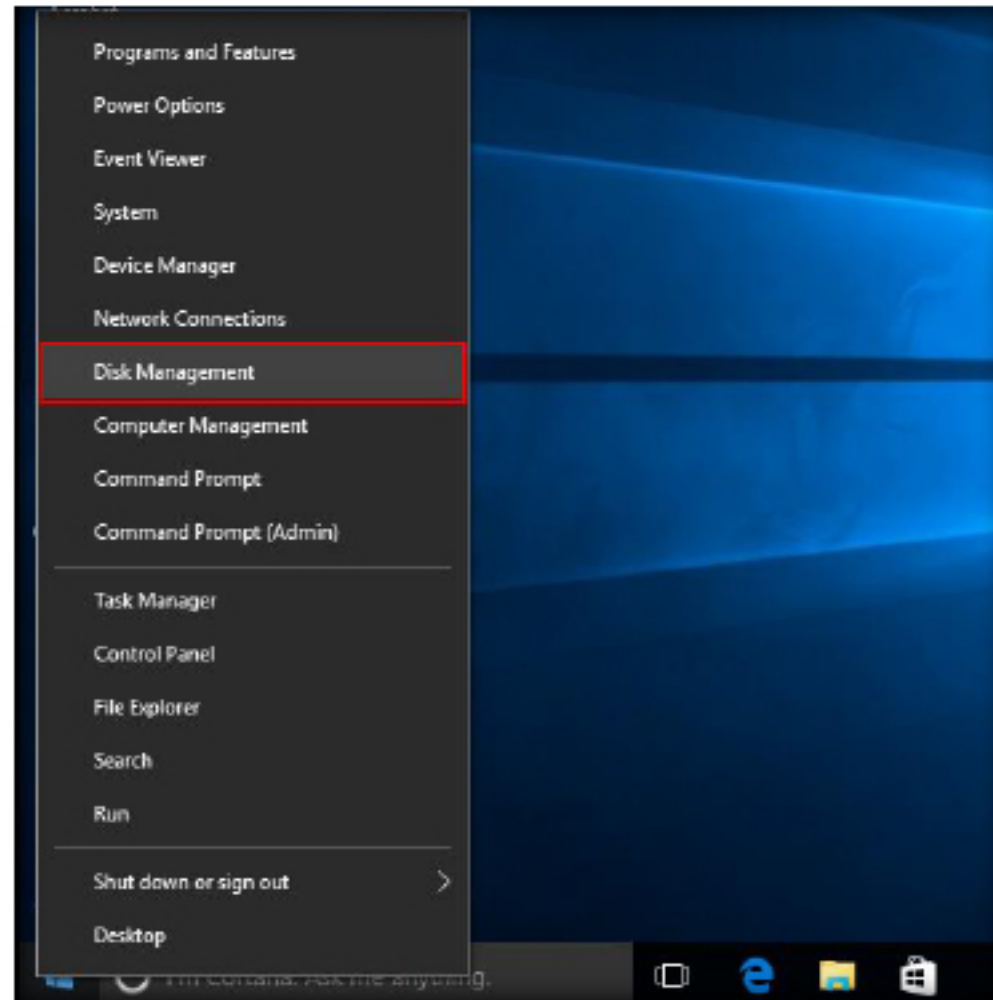 Programs and Features
Power Options
Event Viewer
System
Device Manager
Network Connections
Disk Management
Computer Management
Command Prompt
Command Prompt (Admin)
Task Manager
Control Panel
File Explorer
Search
Run
Shut down or sign out
Desktop
I'm Cortana. Ask me anything.